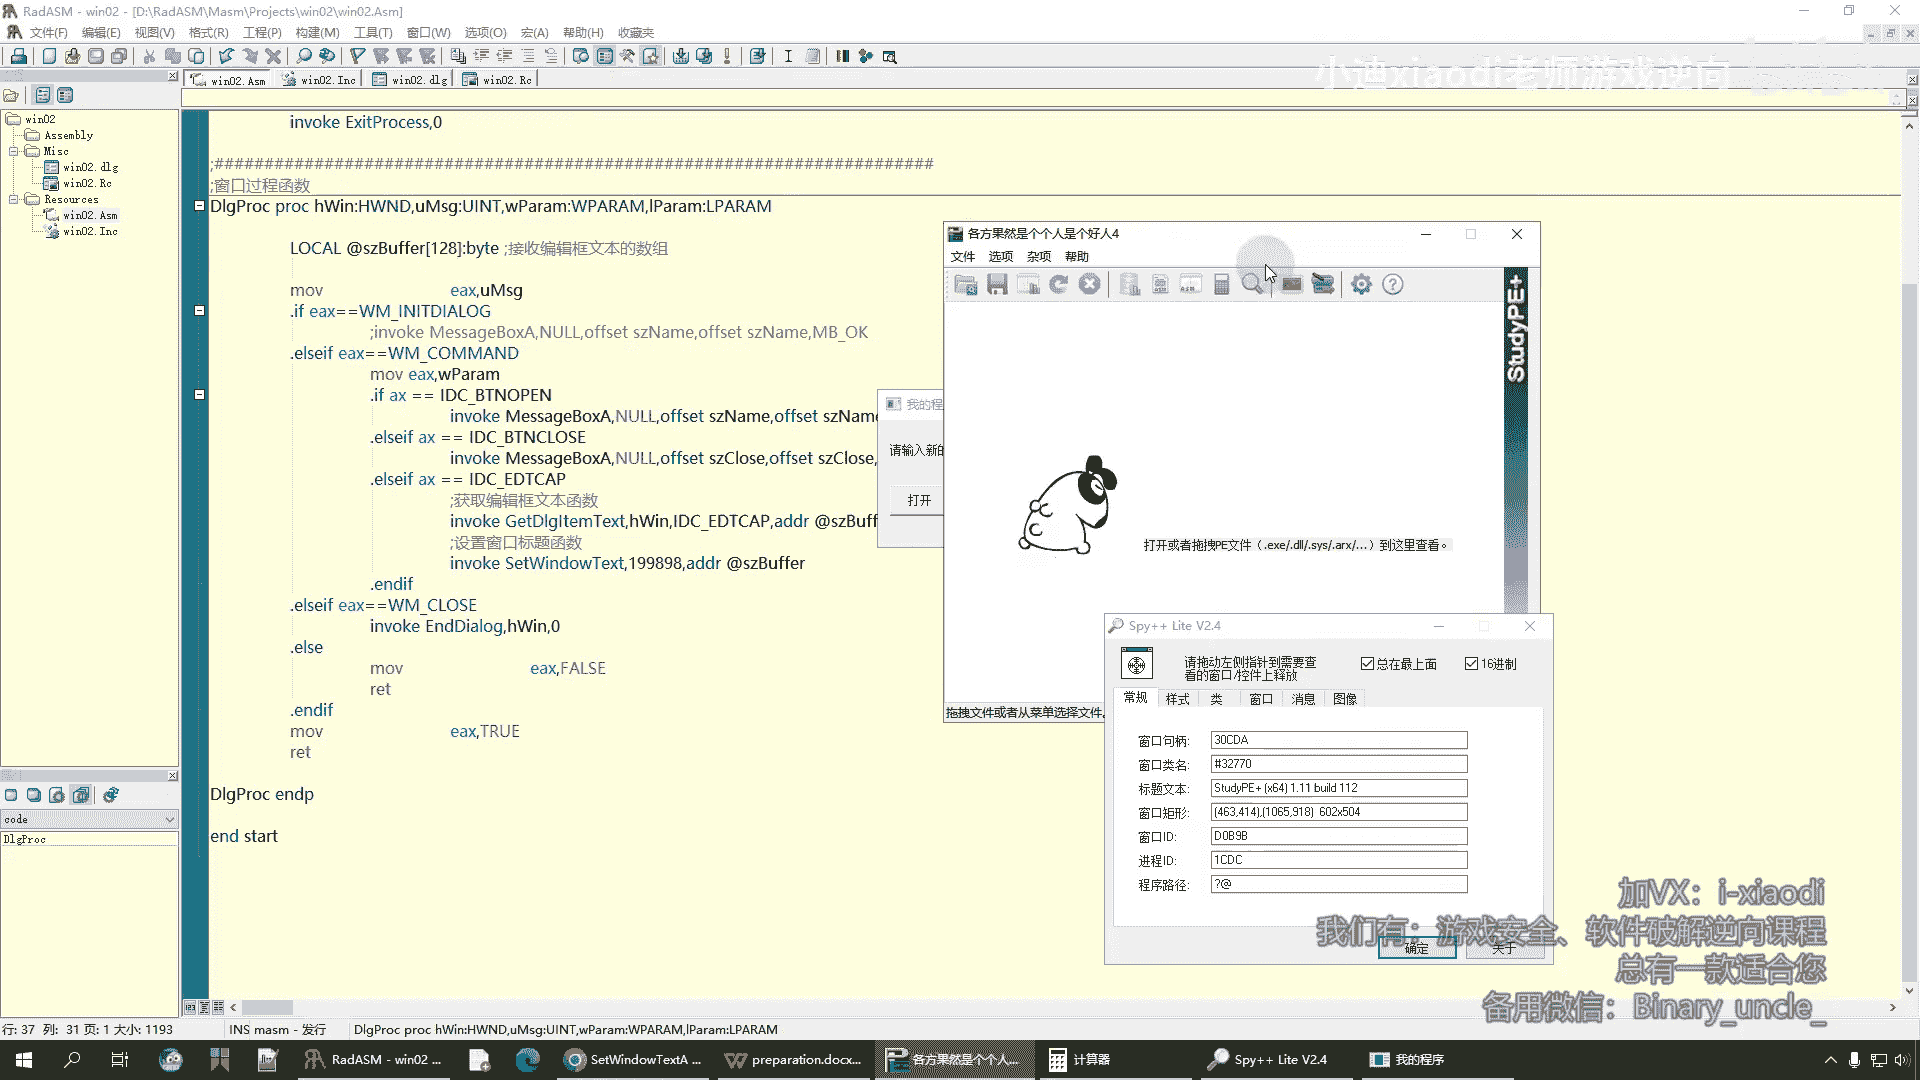 RadASM - win02 - [D:\RadASM\Masm\Projects\win02\win02.Asm]
文件(F) 编辑(E) 视图(V) 格式(R) 工程(P) 构建(M) 工具(T) 窗口(W) 选项(O) 宏(A) 帮助(H) 收藏夹
小迪xiaodi老师游戏逆向
win02.Asm win02.Inc win02.dlg win02.Rc
win02
Assembly
Misc
win02.dlg
win02.Rc
Resources
win02.Asm
win02.Inc
code
DlgProc
invoke ExitProcess,0
;########################################################################
;窗口过程函数
DlgProc proc hWin:HWND,uMsg:UINT,wParam:WPARAM,lParam:LPARAM
LOCAL @szBuffer[128]:byte ;接收编辑框文本的数组
mov eax,uMsg
.if eax==WM_INITDIALOG
;invoke MessageBoxA,NULL,offset szName,offset szName,MB_OK
.elseif eax==WM_COMMAND
mov eax,wParam
.if ax == IDC_BTNOPEN
invoke MessageBoxA,NULL,offset szName,offset szName
.elseif ax == IDC_BTNCLOSE
invoke MessageBoxA,NULL,offset szClose,offset szClose,
.elseif ax == IDC_EDTCAP
;获取编辑框文本函数
invoke GetDlgItemText,hWin,IDC_EDTCAP,addr @szBuff
;设置窗口标题函数
invoke SetWindowText,199898,addr @szBuffer
.endif
.elseif eax==WM_CLOSE
invoke EndDialog,hWin,0
.else
mov eax,FALSE
ret
.endif
mov eax,TRUE
ret
DlgProc endp
end start
我的程
请输入新的
打开
各方果然是个个人是个好人4
文件 选项 杂项 帮助
StudyPE+
打开或者拖拽PE文件（.exe/.dll/.sys/.arx/...）到这里查看。
拖拽文件或者从菜单选择文件
Spy++ Lite V2.4
请拖动左侧指针到需要查
看的窗口/控件上释放
总在最上面 16进制
常规 样式 类 窗口 消息 图像
窗口句柄: 30CDA
窗口类名: #32770
标题文本: StudyPE+ (x64) 1.11 build 112
窗口矩形: (463,414),(1065,918) 602x504
窗口ID: D0B9B
进程ID: 1CDC
程序路径: ?@
确定 关于
加VX：i-xiaodi
我们有：游戏安全、软件破解逆向课程
总有一款适合您
备用微信：Binary_uncle_
行: 37 列: 31 页: 1 大小: 1193 INS masm - 发行 DlgProc proc hWin:HWND,uMsg:UINT,wParam:WPARAM,lParam:LPARAM
RadASM - win02 ... SetWindowTextA ... preparation.docx... 各方果然是个个人... 计算器 Spy++ Lite V2.4 我的程序